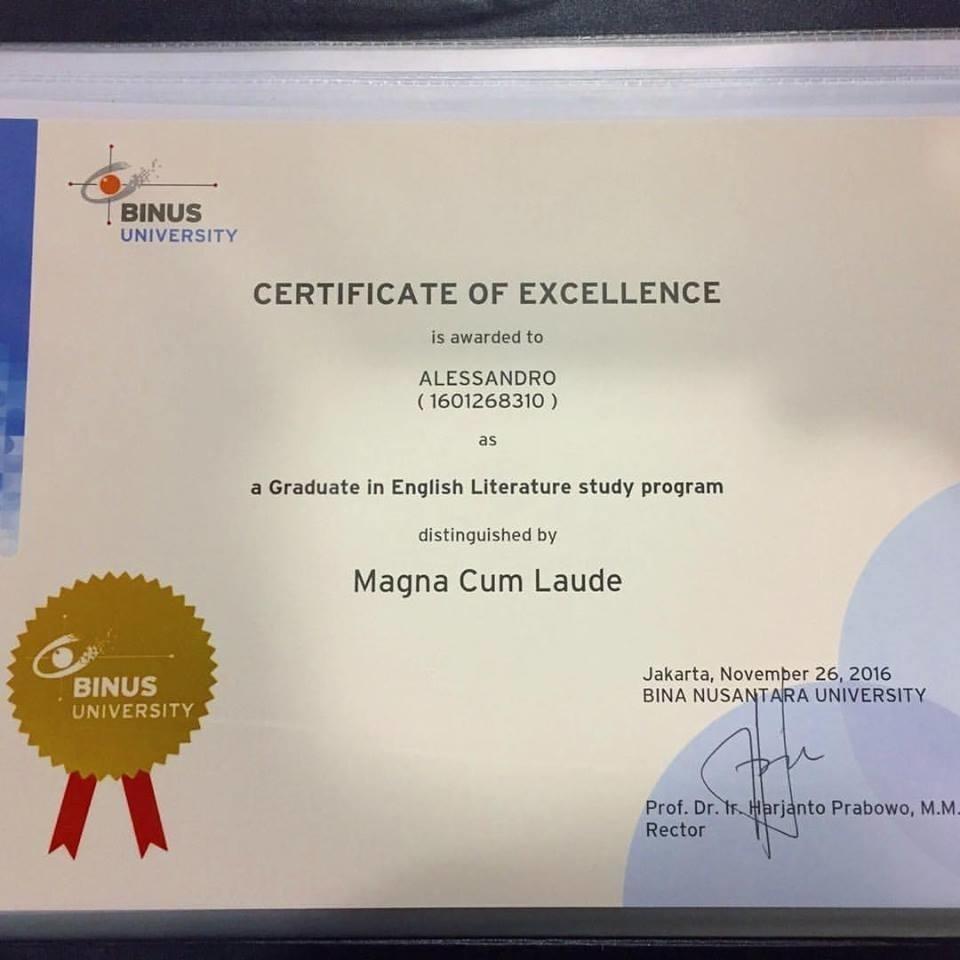 BINUS
UNIVERSITY
CERTIFICATE OF EXCELLENCE
is awarded to
ALESSANDRO
( 1601268310 )
as
a Graduate in English Literature study program
distinguished by
Magna Cum Laude
BINUS
UNIVERSITY
Jakarta, November 26, 2016
BINA NUSANTARA UNIVERSITY
Prof. Dr. Ir. Harjanto Prabowo, M.M.
Rector